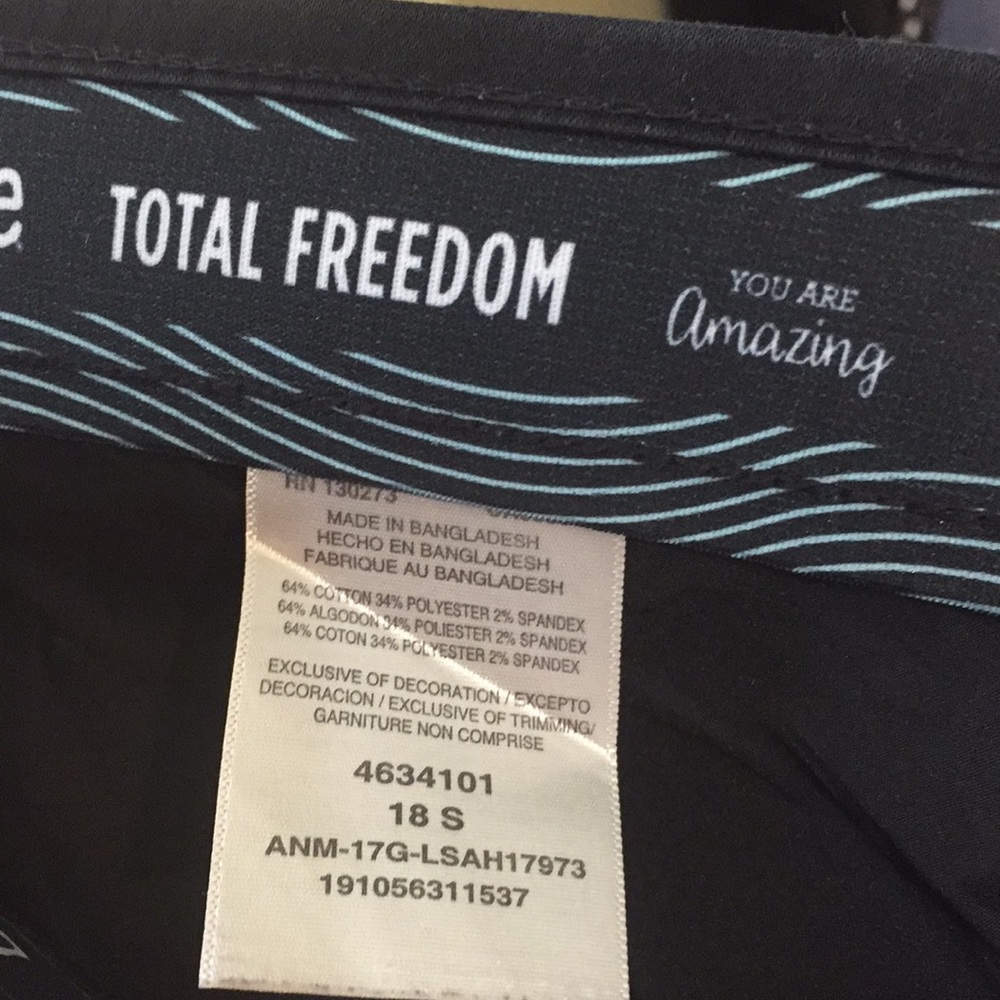 TOTAL FREEDOM
YOU ARE
Amazing
RN 130273
MADE IN BANGLADESH
HECHO EN BANGLADESH
FABRIQUE AU BANGLADESH
64% COTTON 34% POLYESTER 2% SPANDEX
64% ALGODON 34% POLIESTER 2% SPANDEX
64% COTON 34% POLYESTER 2% SPANDEX
EXCLUSIVE OF DECORATION / EXCEPTO
DECORACION / EXCLUSIVE OF TRIMMING/
GARNITURE NON COMPRISE
4634101
18 S
ANM-17G-LSAH17973
191056311537